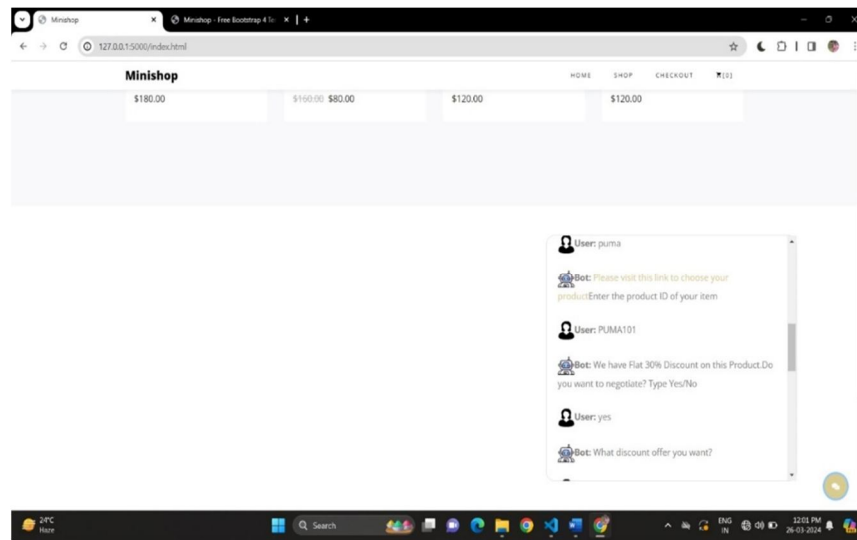 Minishop
Minishop - Free Bootstrap 4 Te
127.0.0.1:5000/index.html
Minishop
HOME SHOP CHECKOUT [0]
$180.00 $160.00 $80.00 $120.00 $120.00
User: puma
Bot: Please visit this link to choose your
productEnter the product ID of your item
User: PUMA101
Bot: We have Flat 30% Discount on this Product.Do
you want to negotiate? Type Yes/No
User: yes
Bot: What discount offer you want?
24°C
Haze
Search
ENG
IN
12:01 PM
26-03-2024